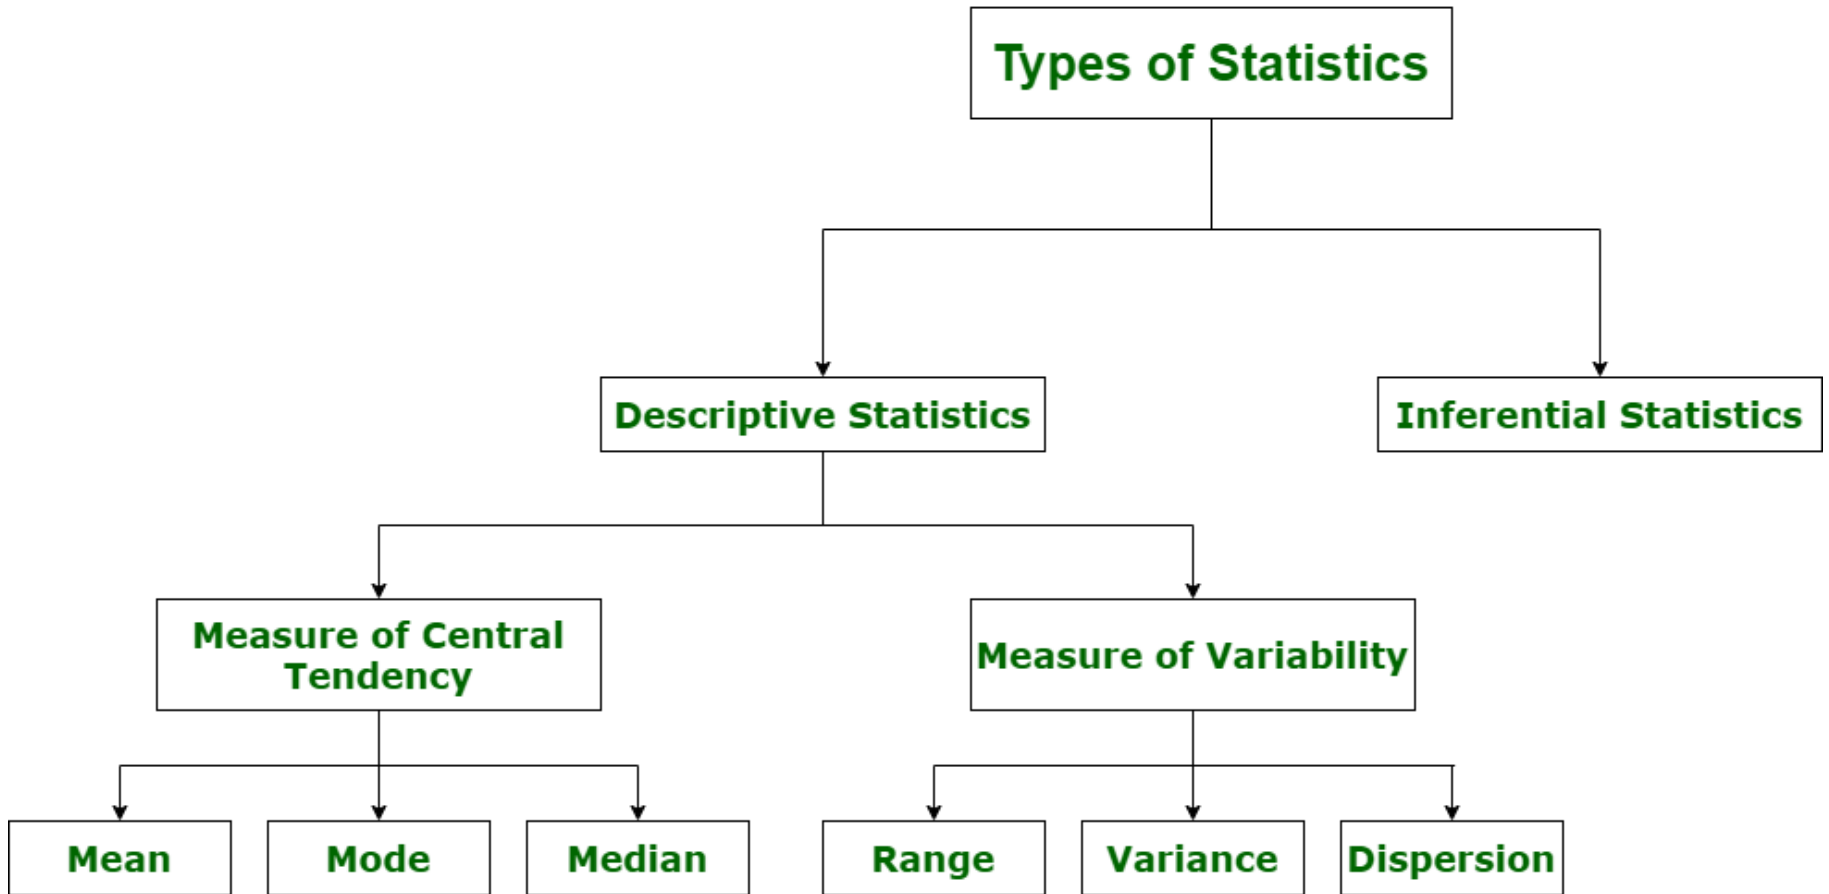 Types of Statistics
Descriptive Statistics
Inferential Statistics
Measure of Central
Tendency
Measure of Variability
Mean
Mode
Median
Range
Variance
Dispersion